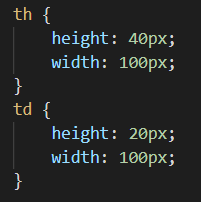 th {
    height: 40px;
    width: 100px;
}
td {
    height: 20px;
    width: 100px;
}